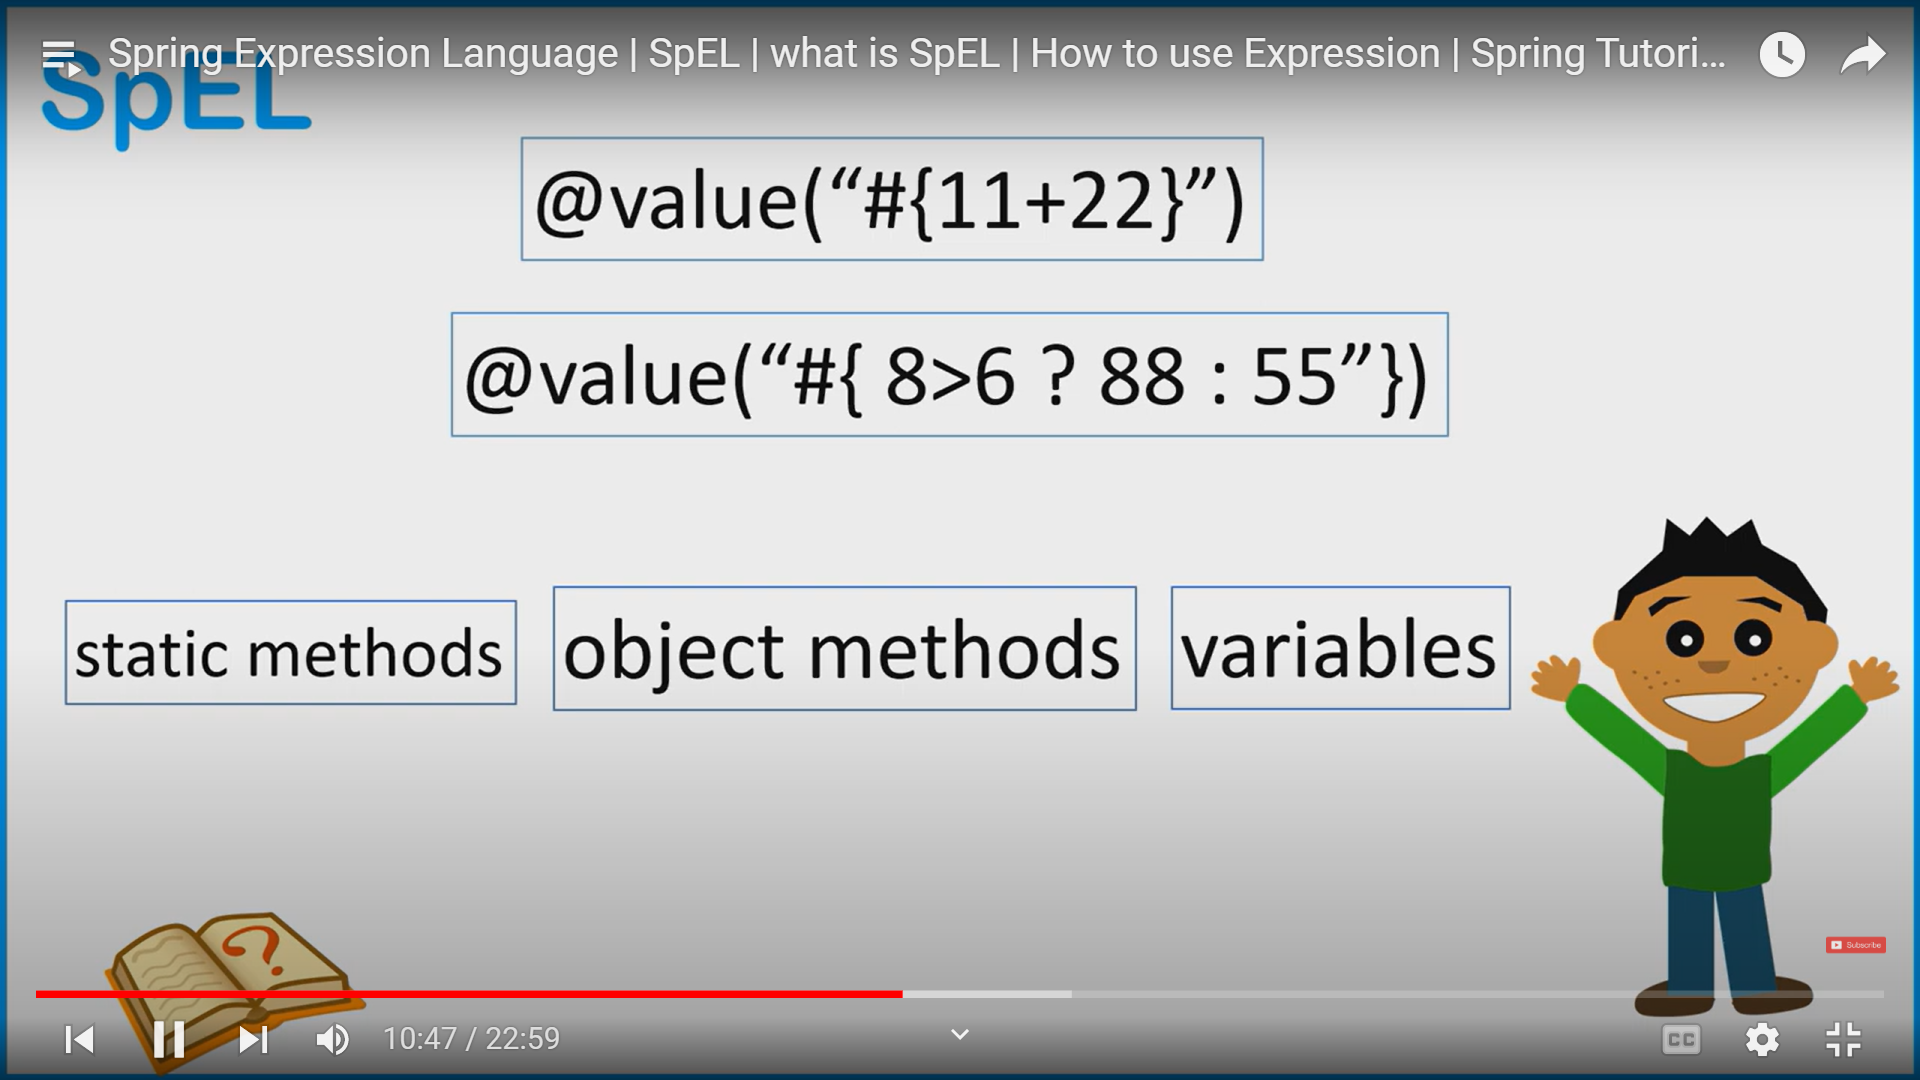 Spring Expression Language | SpEL | what is SpEL | How to use Expression | Spring Tutori...
SpEL
@value(“#{11+22}”)
@value(“#{ 8>6 ? 88 : 55”})
static methods
object methods
variables
?
Subscribe
10:47 / 22:59
CC